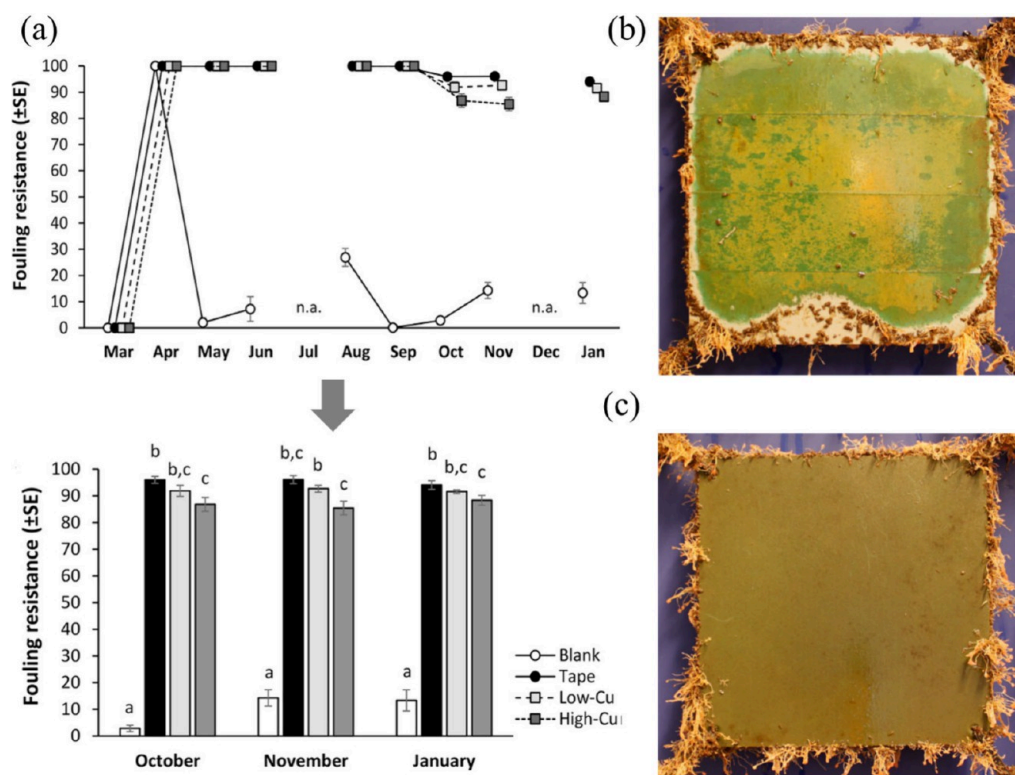 (a)
(b)
Fouling resistance (±SE)
100
90
80
70
60
50
40
30
20
10
0
n.a.
n.a.
Mar Apr May Jun Jul Aug Sep Oct Nov Dec Jan
(c)
Fouling resistance (±SE)
100
90
80
70
60
50
40
30
20
10
0
a b b,c c
a b,c b c
a b b,c c
October November January
Blank
Tape
Low-Cu
High-Cu